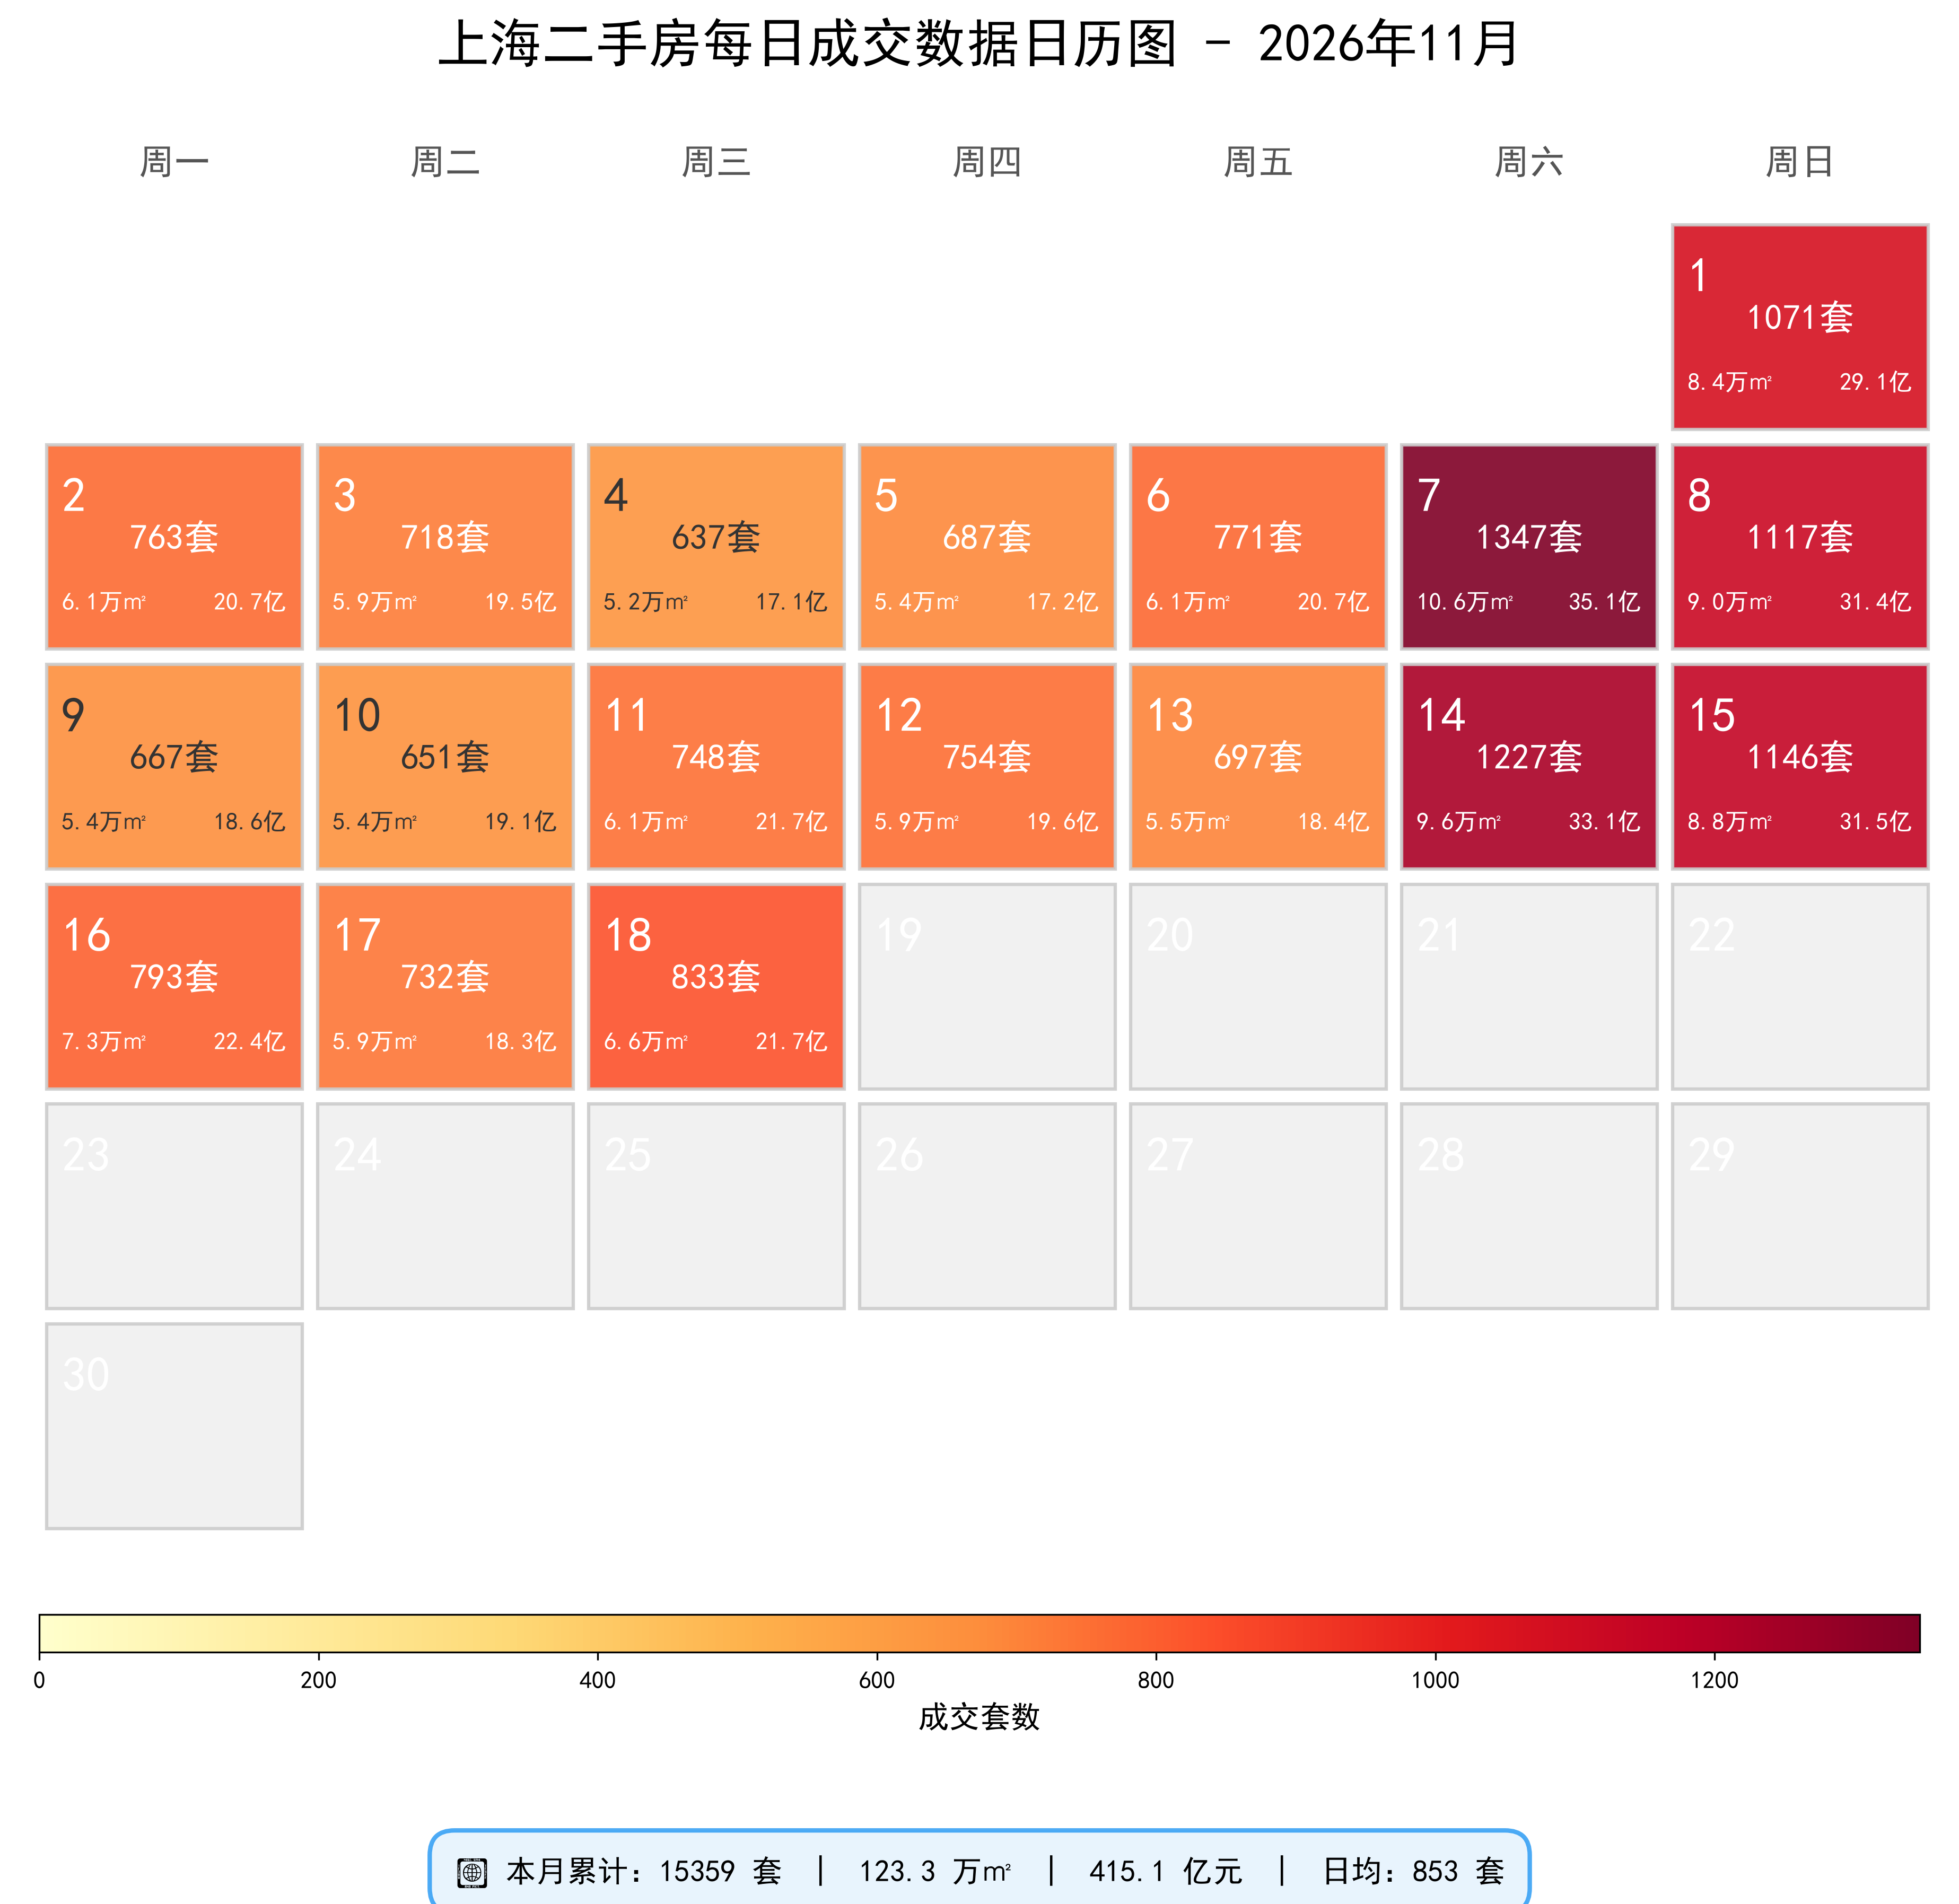 上海二手房每日成交数据日历图 - 2026年11月
周一 周二 周三 周四 周五 周六 周日
1
1071套
8.4万㎡ 29.1亿
2 3 4 5 6 7 8
763套 718套 637套 687套 771套 1347套 1117套
6.1万㎡ 20.7亿 5.9万㎡ 19.5亿 5.2万㎡ 17.1亿 5.4万㎡ 17.2亿 6.1万㎡ 20.7亿 10.6万㎡ 35.1亿 9.0万㎡ 31.4亿
9 10 11 12 13 14 15
667套 651套 748套 754套 697套 1227套 1146套
5.4万㎡ 18.6亿 5.4万㎡ 19.1亿 6.1万㎡ 21.7亿 5.9万㎡ 19.6亿 5.5万㎡ 18.4亿 9.6万㎡ 33.1亿 8.8万㎡ 31.5亿
16 17 18 19 20 21 22
793套 732套 833套
7.3万㎡ 22.4亿 5.9万㎡ 18.3亿 6.6万㎡ 21.7亿
23 24 25 26 27 28 29
30
0 200 400 600 800 1000 1200
成交套数
本月累计: 15359 套 | 123.3 万㎡ | 415.1 亿元 | 日均: 853 套